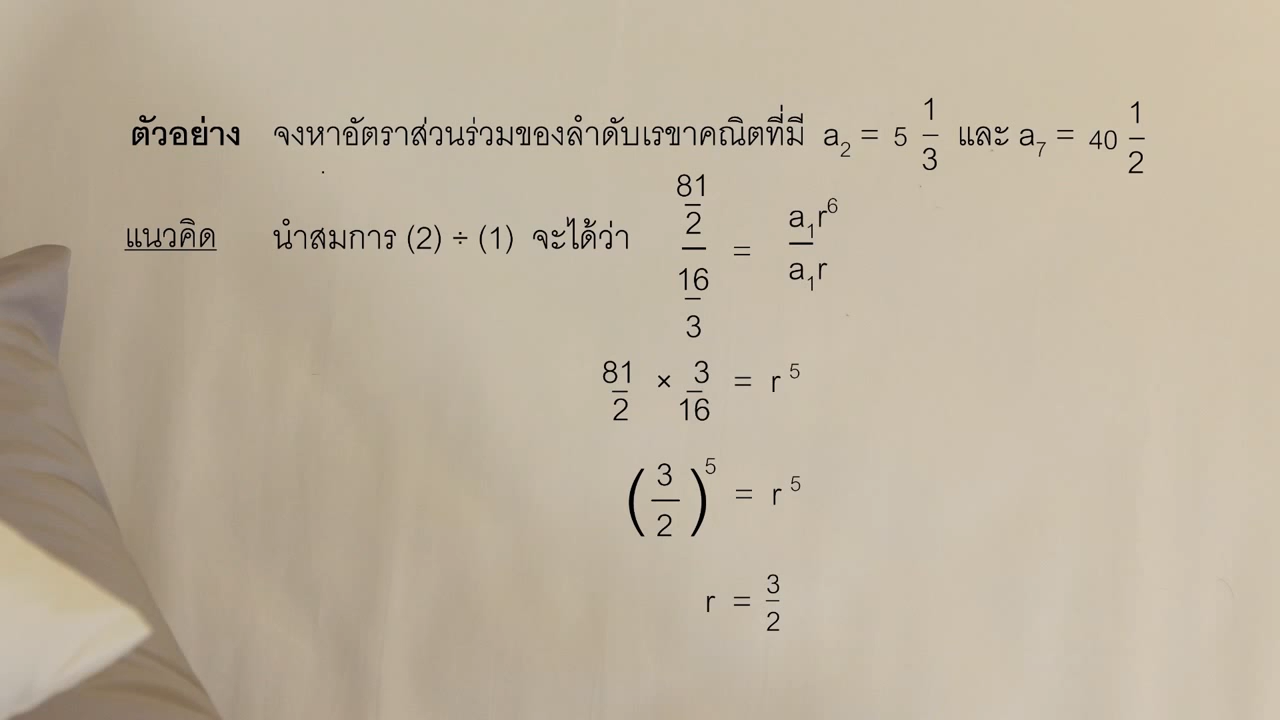 ตัวอย่าง จงหาอัตราส่วนร่วมของลำดับเรขาคณิตที่มี a₂ = 5 1/3 และ a₇ = 40 1/2
แนวคิด นำสมการ (2) ÷ (1) จะได้ว่า (81/2)/(16/3) = a₁r⁶/a₁r
81/2 × 3/16 = r⁵
(3/2)⁵ = r⁵
r = 3/2